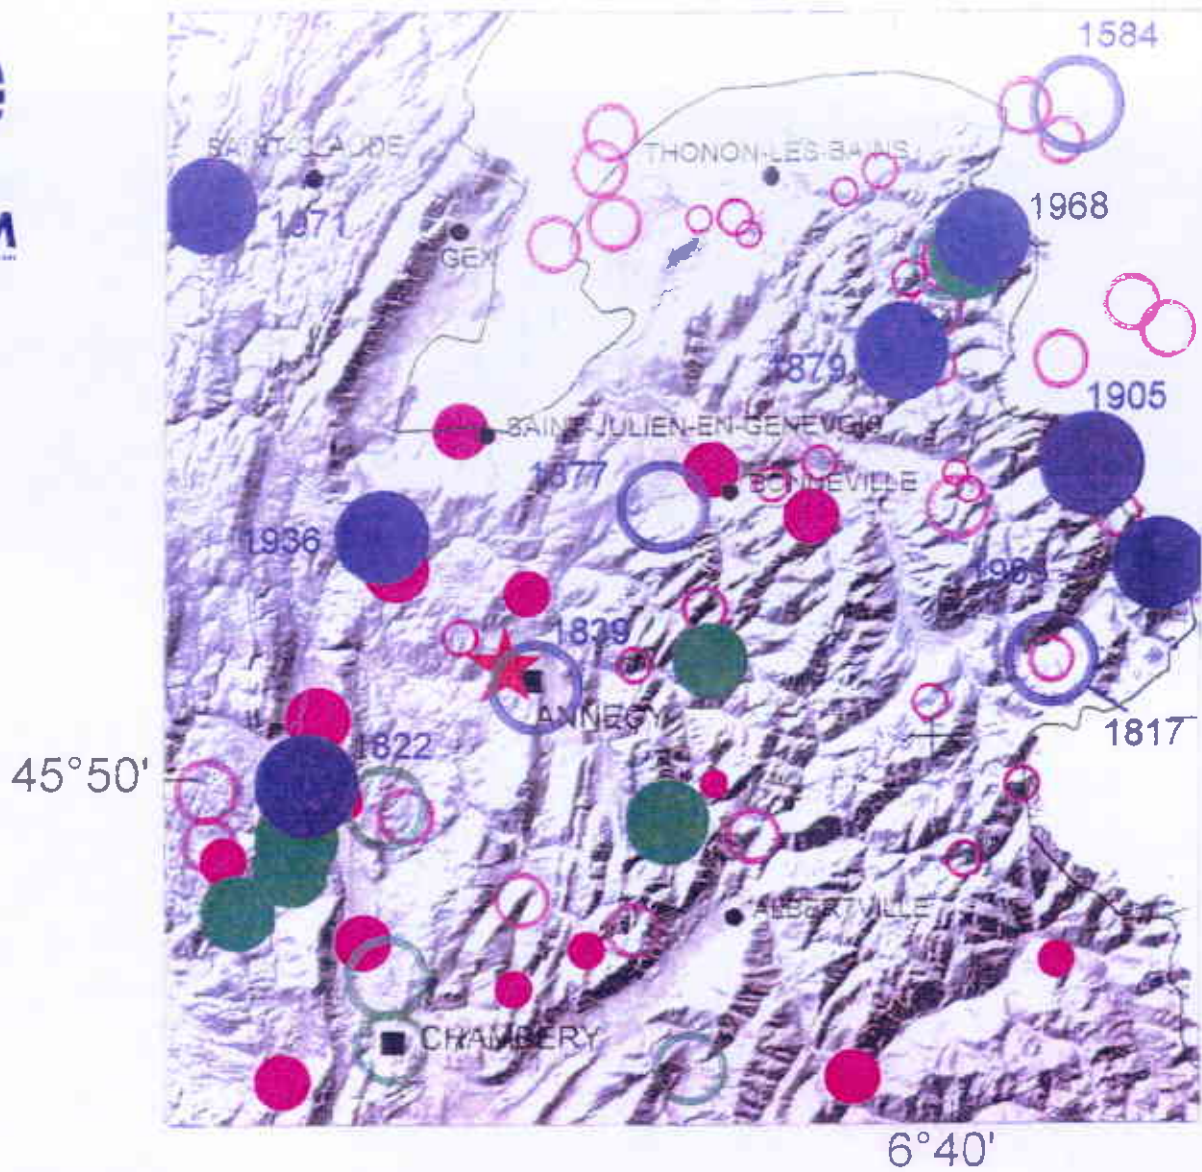 1584
SAINT-CLAUDE
THONON-LES-BAINS
1971
1968
GEX
1879
1905
SAINT-JULIEN-EN-GENEVOIS
1877
BONNEVILLE
1936
1839
ANNECY
1817
1822
45°50'
ALBERTVILLE
CHAMBERY
6°40'